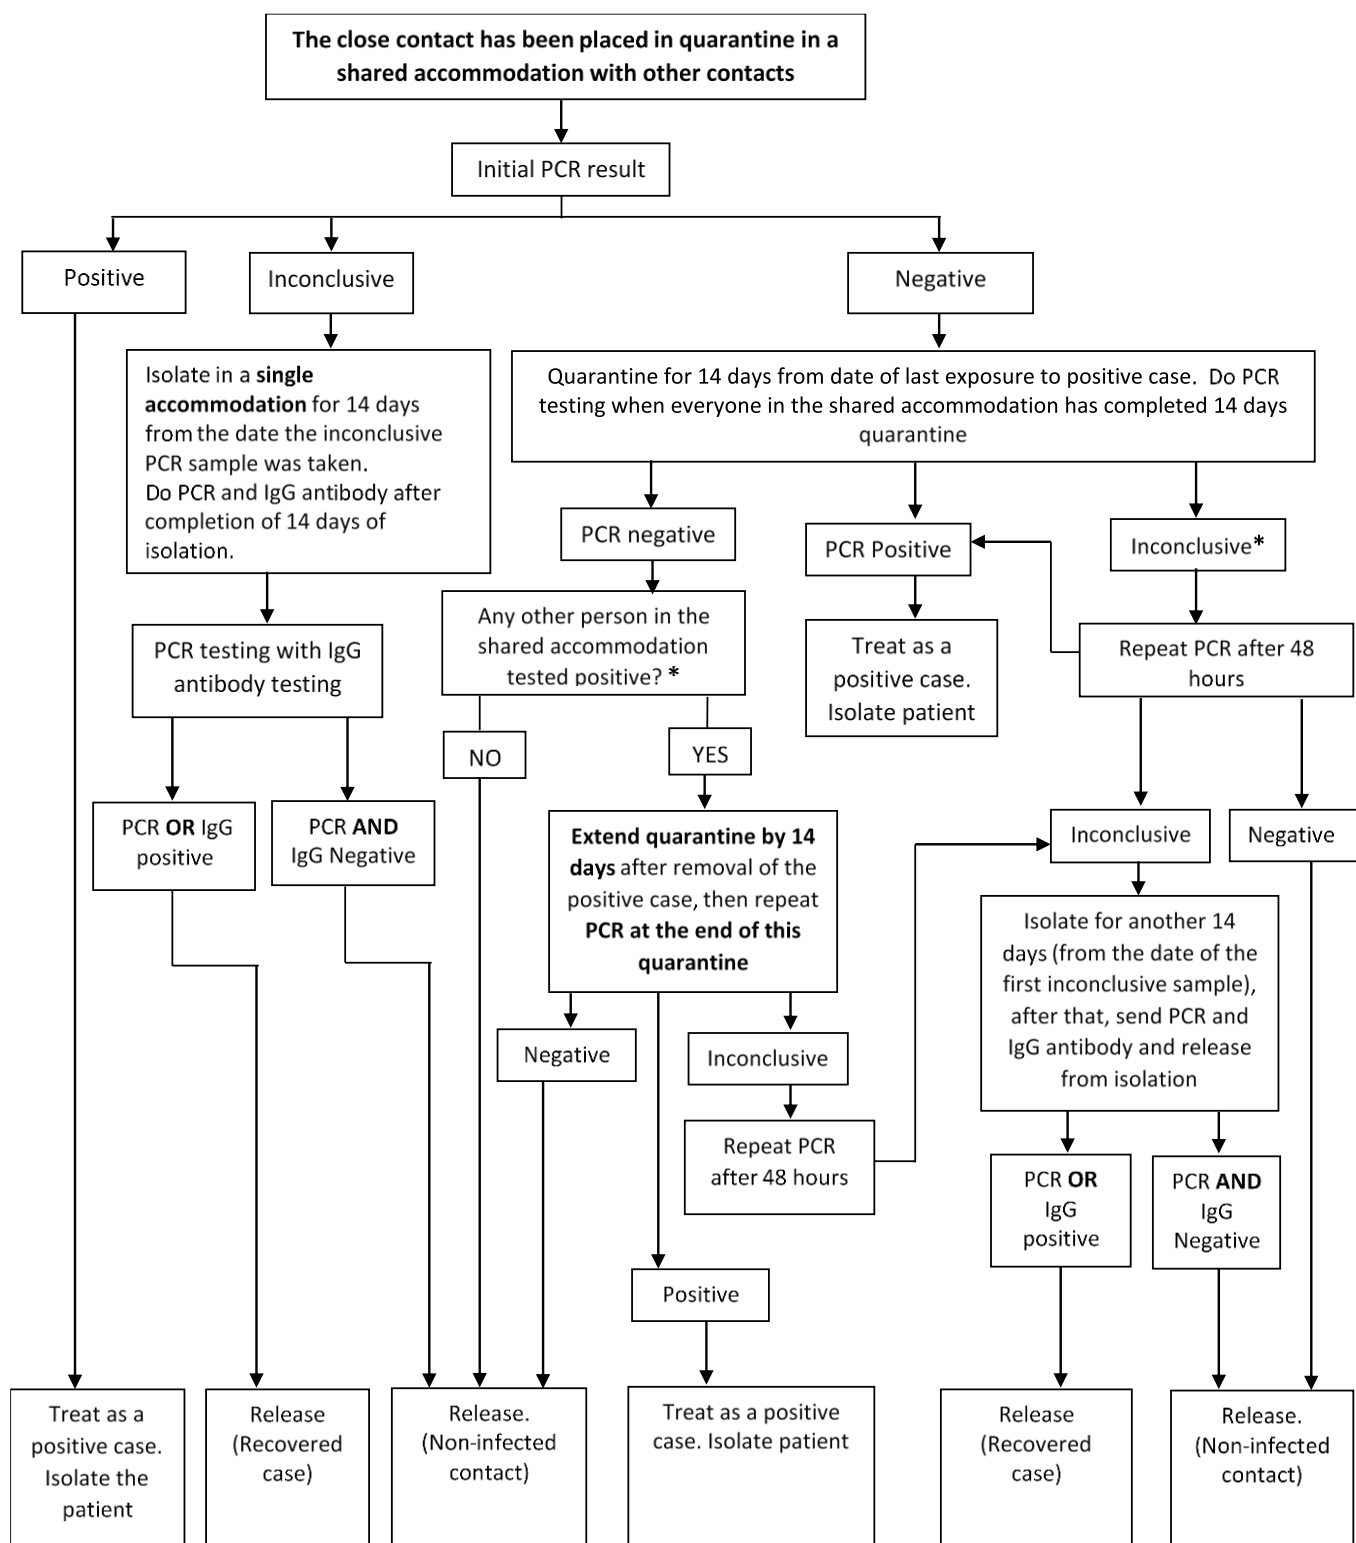 The close contact has been placed in quarantine in a
shared accommodation with other contacts
Initial PCR result
Positive
Inconclusive
Negative
Isolate in a single
accommodation for 14 days
from the date the inconclusive
PCR sample was taken.
Do PCR and IgG antibody after
completion of 14 days of
isolation.
Quarantine for 14 days from date of last exposure to positive case. Do PCR
testing when everyone in the shared accommodation has completed 14 days
quarantine
PCR negative
PCR Positive
Inconclusive*
Any other person in the
shared accommodation
tested positive? *
Treat as a
positive case.
Isolate patient
Repeat PCR after 48
hours
PCR testing with IgG
antibody testing
NO
YES
PCR OR IgG
positive
PCR AND
IgG Negative
Extend quarantine by 14
days after removal of the
positive case, then repeat
PCR at the end of this
quarantine
Inconclusive
Negative
Isolate for another 14
days (from the date of the
first inconclusive sample),
after that, send PCR and
IgG antibody and release
from isolation
Negative
Inconclusive
Repeat PCR
after 48 hours
PCR OR
IgG
positive
PCR AND
IgG
Negative
Positive
Treat as a
positive case.
Isolate the
patient
Release
(Recovered
case)
Release.
(Non-infected
contact)
Treat as a positive
case. Isolate patient
Release
(Recovered
case)
Release.
(Non-infected
contact)